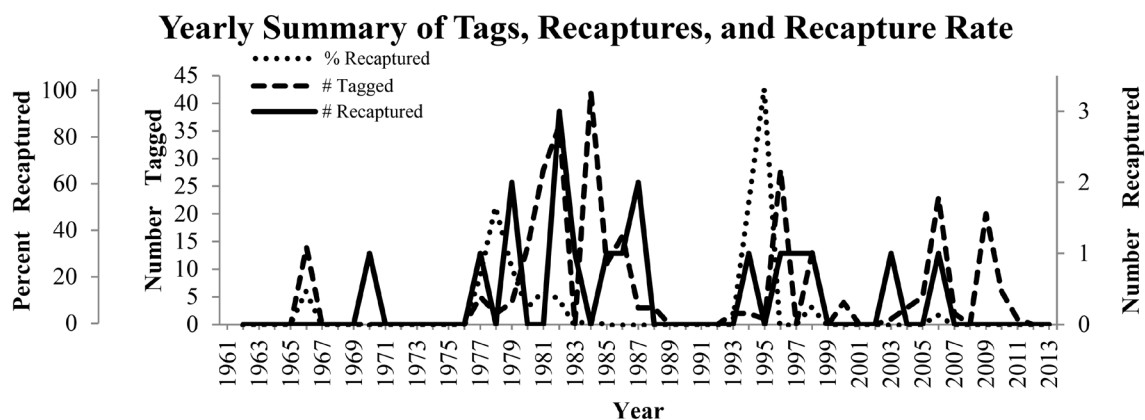 Yearly Summary of Tags, Recaptures, and Recapture Rate
% Recaptured
# Tagged
# Recaptured
Percent Recaptured
100
80
60
40
20
0
Number Tagged
45
40
35
30
25
20
15
10
5
0
3
2
1
0
Number Recaptured
1961 1963 1965 1967 1969 1971 1973 1975 1977 1979 1981 1983 1985 1987 1989 1991 1993 1995 1997 1999 2001 2003 2005 2007 2009 2011 2013
Year